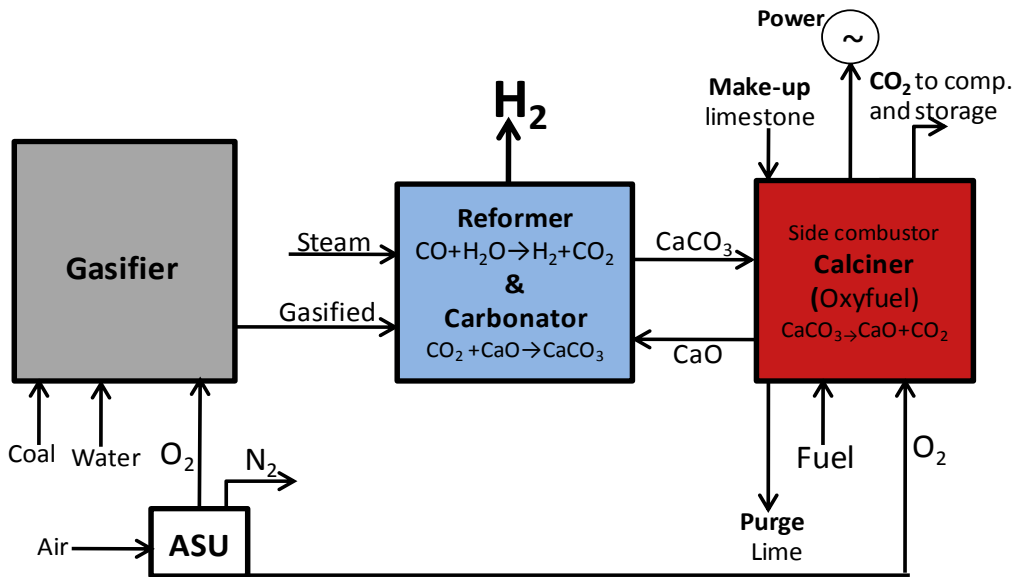 Power
~
Make-up
limestone
CO₂ to comp.
and storage
H₂
Gasifier
Steam
Gasified
Reformer
CO+H₂O→H₂+CO₂
&
Carbonator
CO₂ +CaO→CaCO₃
CaCO₃
CaO
Side combustor
Calciner
(Oxyfuel)
CaCO₃→CaO+CO₂
Coal
Water
O₂
N₂
Air
ASU
Purge
Lime
Fuel
O₂